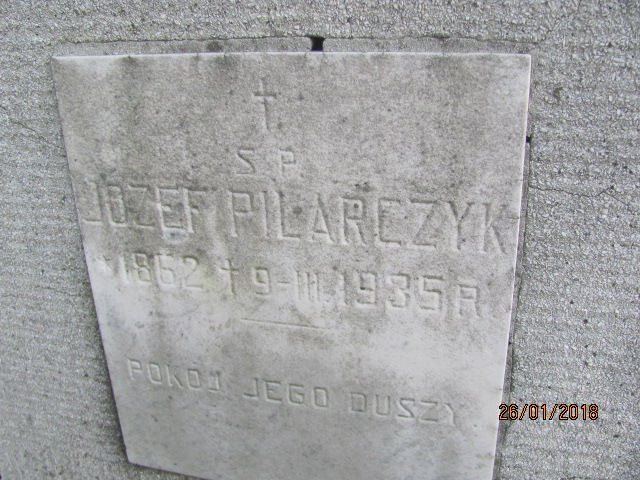 Ś P
JÓZEF PILARCZYK
* 1862 † 9-III.1935 R
POKÓJ JEGO DUSZY
26/01/2018